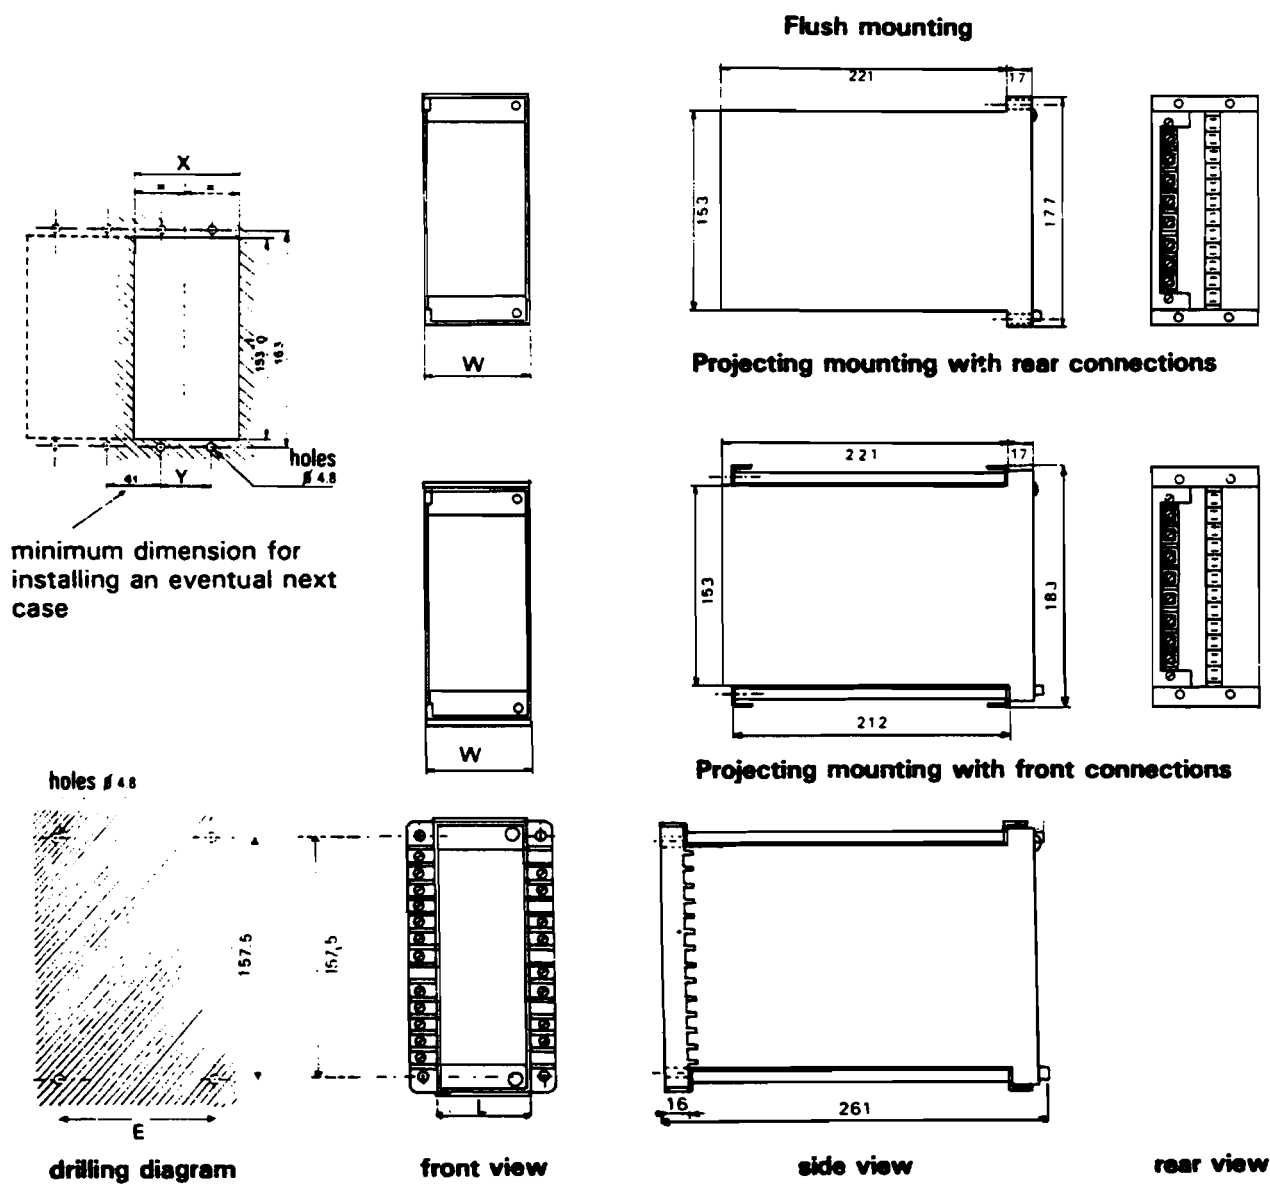 Flush mounting
221
17
153
177
X
= =
153
163
holes
ø 4.8
41
Y
minimum dimension for
installing an eventual next
case
W
Projecting mounting with rear connections
221
17
153
183
212
W
Projecting mounting with front connections
holes ø 4.8
157.5
157,5
E
L
16
261
drilling diagram
front view
side view
rear view